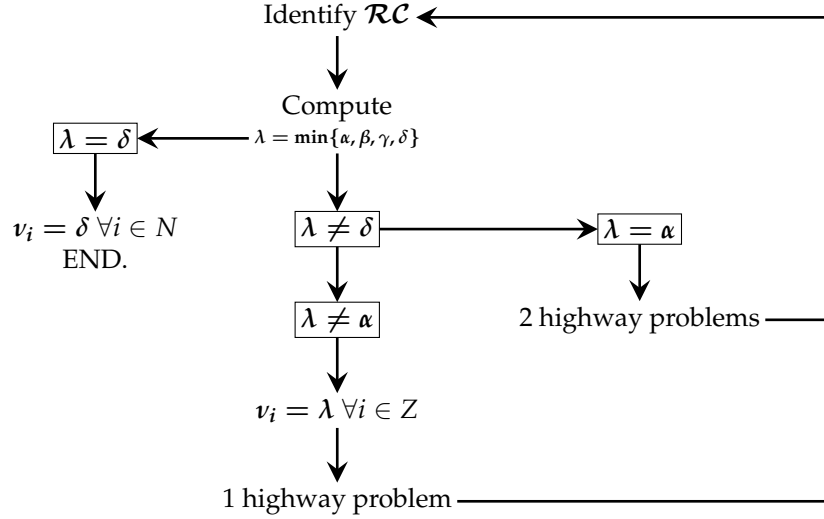 Identify 𝓡𝓒
Compute
λ = min{α, β, γ, δ}
λ = δ
ν_i = δ ∀i ∈ N
END.
λ ≠ δ
λ = α
λ ≠ α
2 highway problems
ν_i = λ ∀i ∈ Z
1 highway problem